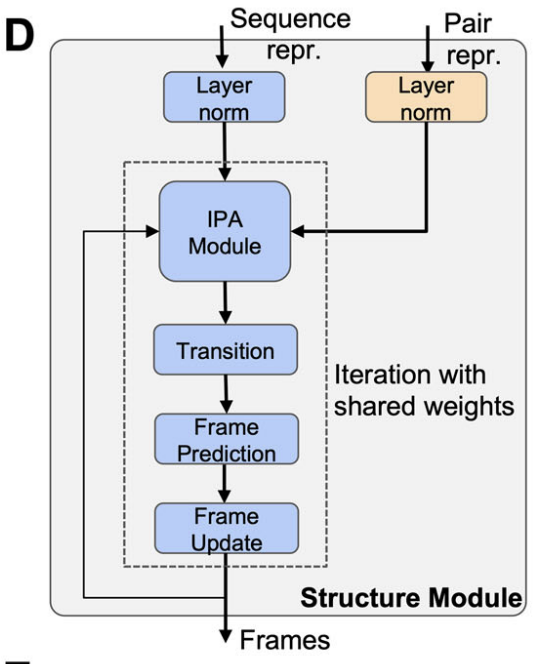 D
Sequence
repr.
Pair
repr.
Layer
norm
Layer
norm
IPA
Module
Transition
Iteration with
shared weights
Frame
Prediction
Frame
Update
Structure Module
Frames